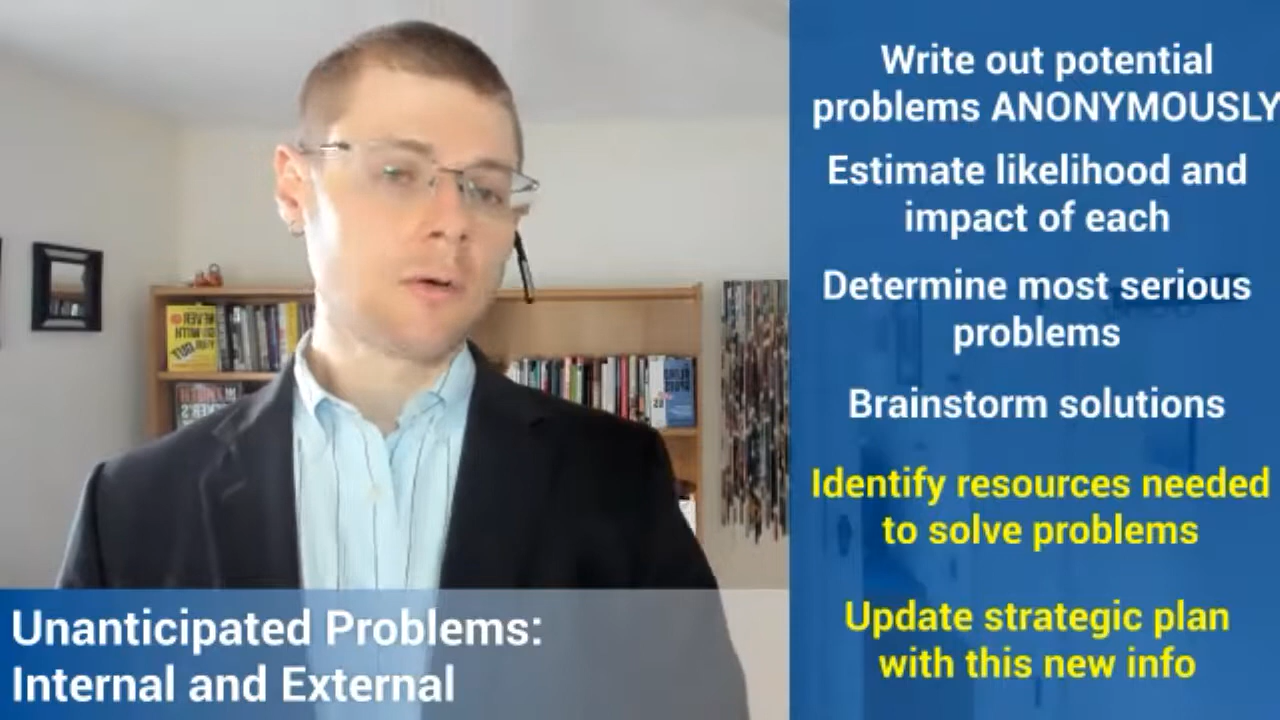 Write out potential
problems ANONYMOUSLY
Estimate likelihood and
impact of each
Determine most serious
problems
Brainstorm solutions
Identify resources needed
to solve problems
Update strategic plan
with this new info
Unanticipated Problems:
Internal and External